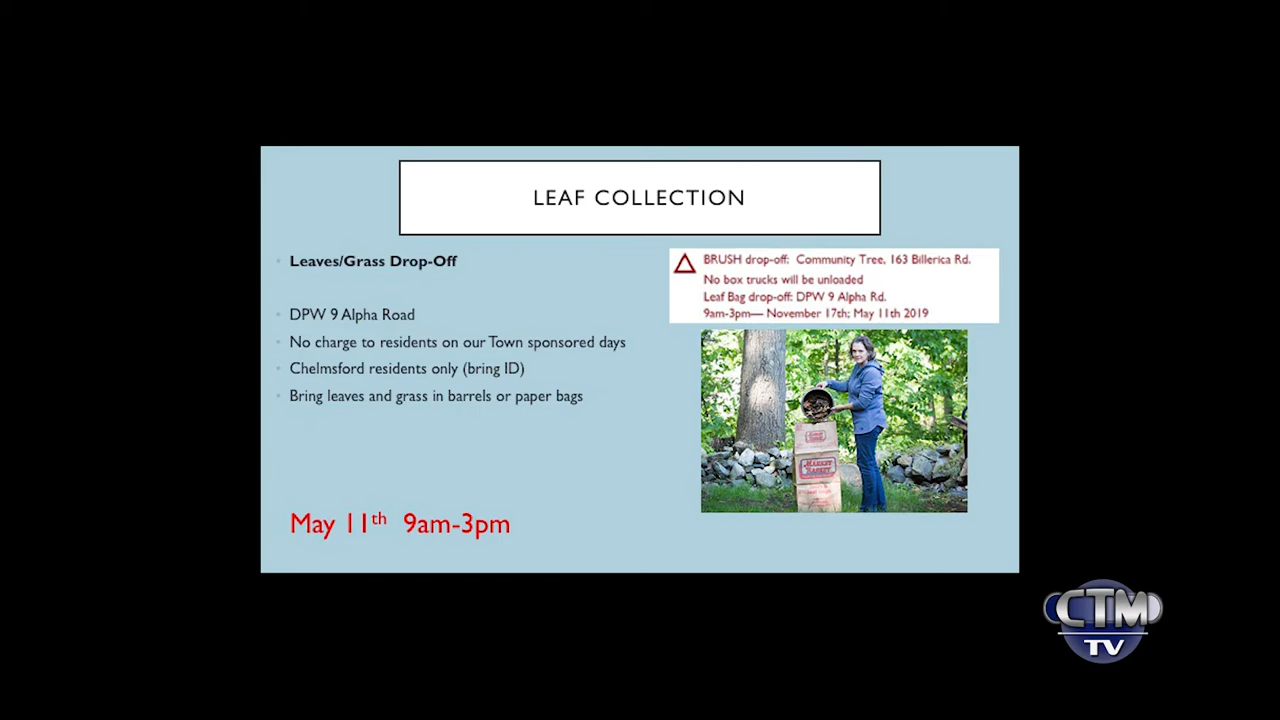 LEAF COLLECTION
Leaves/Grass Drop-Off
DPW 9 Alpha Road
No charge to residents on our Town sponsored days
Chelmsford residents only (bring ID)
Bring leaves and grass in barrels or paper bags
May 11th 9am-3pm
BRUSH drop-off: Community Tree, 163 Billerica Rd.
No box trucks will be unloaded
Leaf Bag drop-off: DPW 9 Alpha Rd.
9am-3pm— November 17th; May 11th 2019
MARKET
BASKET
CTM
TV